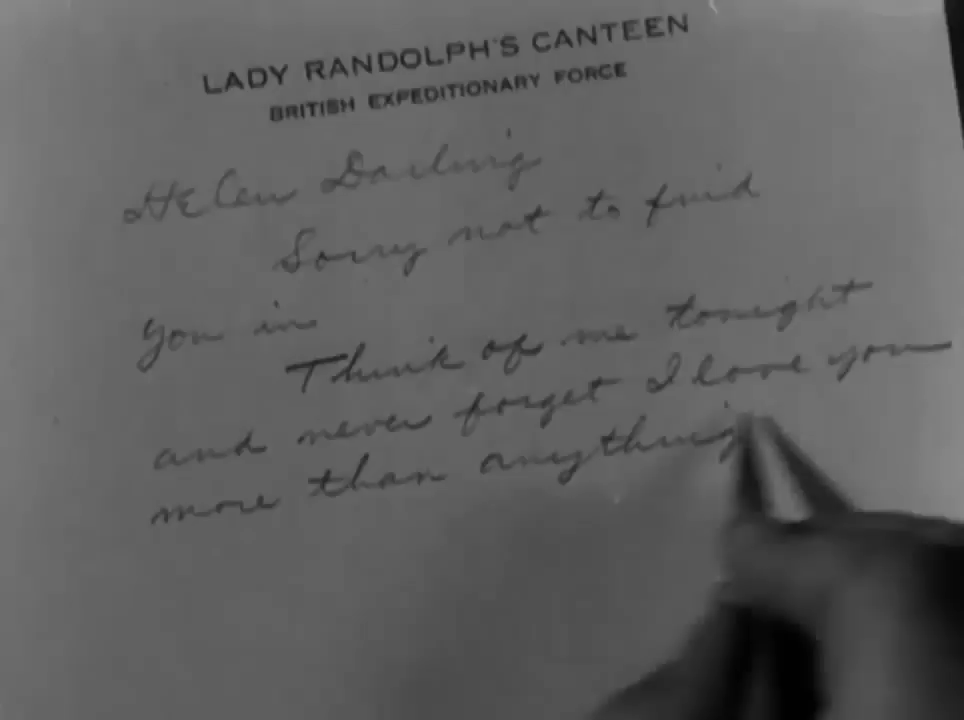 LADY RANDOLPH'S CANTEEN
BRITISH EXPEDITIONARY FORCE
Helen Darling
Sorry not to find
you in
Think of me tonight
and never forget I love you
more than anything